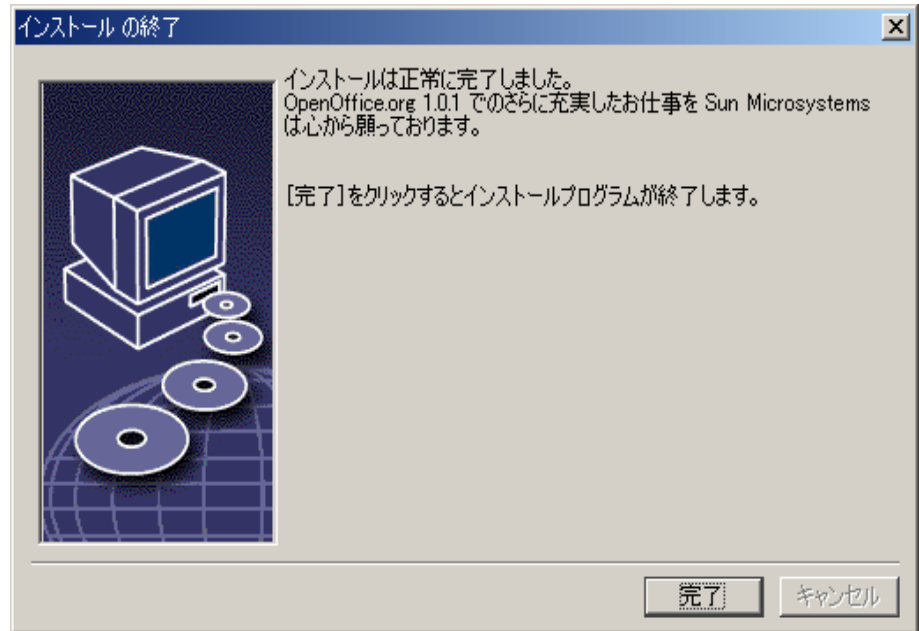 インストール の終了
インストールは正常に完了しました。
OpenOffice.org 1.0.1 でのさらに充実したお仕事を Sun Microsystems
は心から願っております。
[完了]をクリックするとインストールプログラムが終了します。
完了
キャンセル